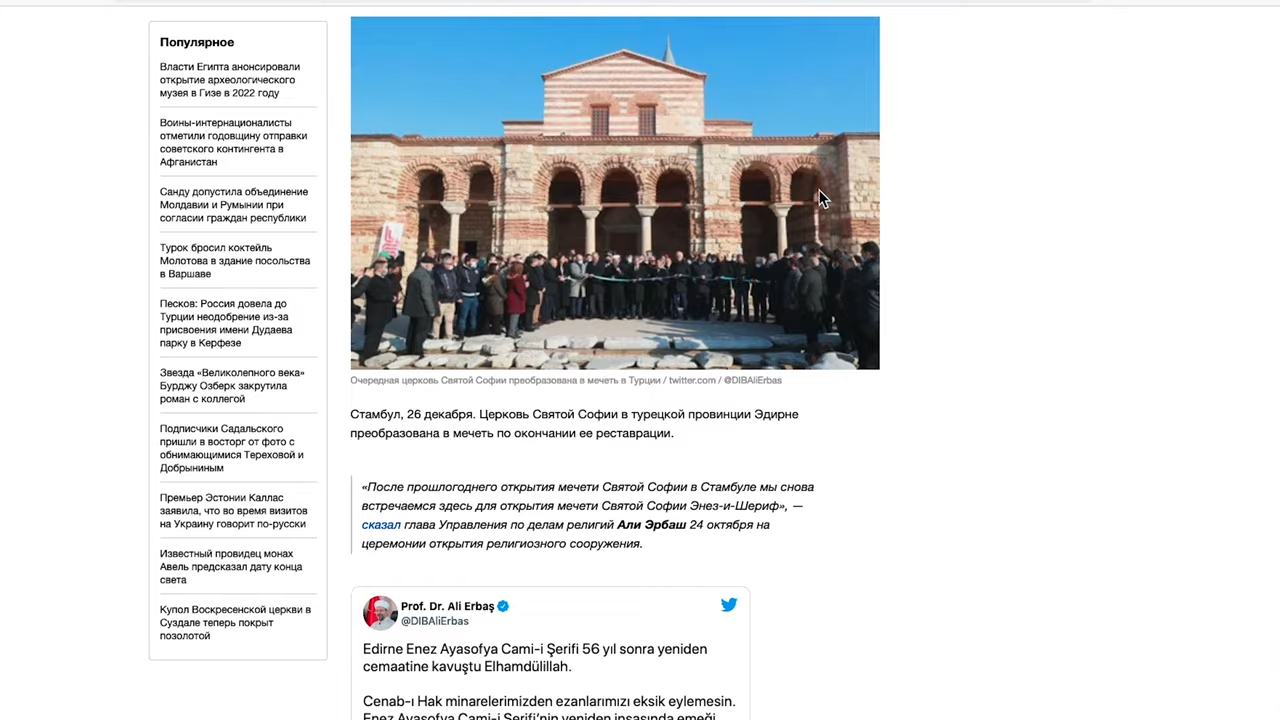 Популярное
Власти Египта анонсировали
открытие археологического
музея в Гизе в 2022 году
Воины-интернационалисты
отметили годовщину отправки
советского контингента в
Афганистан
Санду допустила объединение
Молдавии и Румынии при
согласии граждан республики
Турок бросил коктейль
Молотова в здание посольства
в Варшаве
Песков: Россия довела до
Турции неодобрение из-за
присвоения имени Дудаева
парку в Керфезе
Звезда «Великолепного века»
Бурджу Озберк закрутила
роман с коллегой
Подписчики Садальского
пришли в восторг от фото с
обнимающимися Тереховой и
Добрыниным
Премьер Эстонии Каллас
заявила, что во время визитов
на Украину говорит по-русски
Известный провидец монах
Авель предсказал дату конца
света
Купол Воскресенской церкви в
Суздале теперь покрыт
позолотой
Очередная церковь Святой Софии преобразована в мечеть в Турции / twitter.com / @DIBAliErbas
Стамбул, 26 декабря. Церковь Святой Софии в турецкой провинции Эдирне
преобразована в мечеть по окончании ее реставрации.
«После прошлогоднего открытия мечети Святой Софии в Стамбуле мы снова
встречаемся здесь для открытия мечети Святой Софии Энез-и-Шериф», —
сказал глава Управления по делам религий Али Эрбаш 24 октября на
церемонии открытия религиозного сооружения.
Prof. Dr. Ali Erbaş
@DIBAliErbas
Edirne Enez Ayasofya Cami-i Şerifi 56 yıl sonra yeniden
cemaatine kavuştu Elhamdülillah.
Cenab-ı Hak minarelerimizden ezanlarımızı eksik eylemesin.
Enez Ayasofya Cami-i Şerifi'nin yeniden inşasında emeği